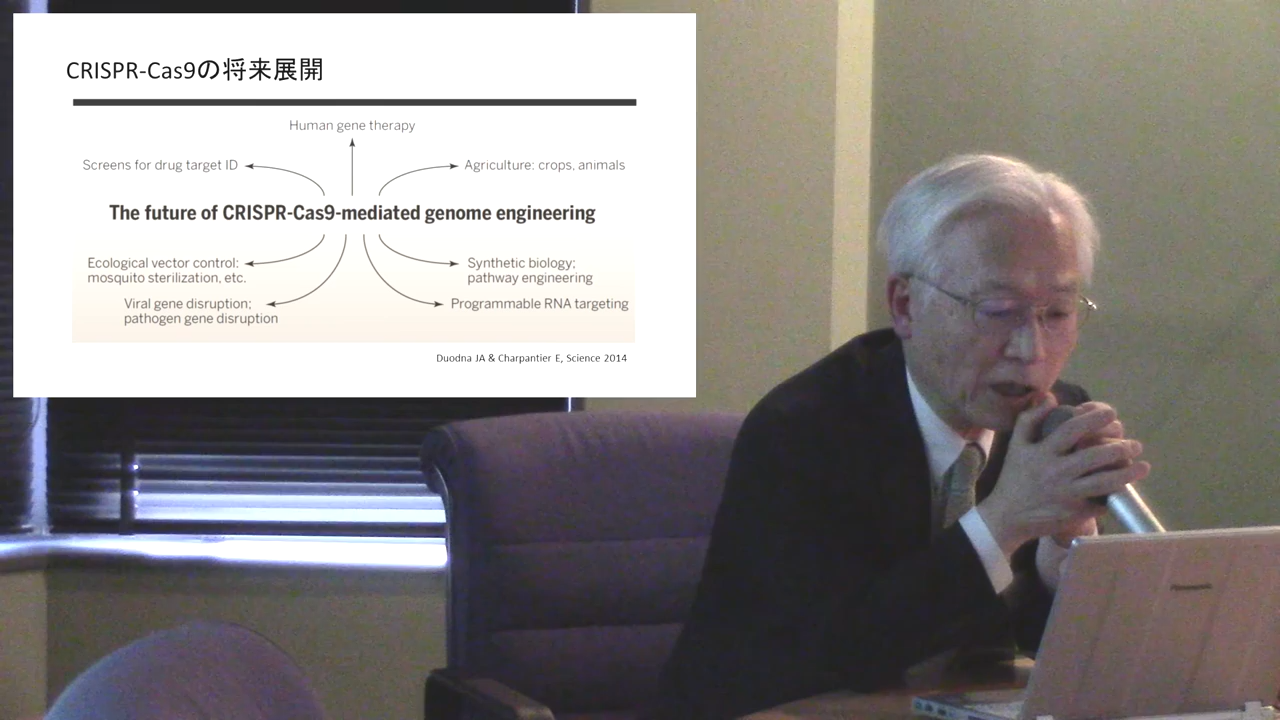 CRISPR-Cas9の将来展開
Human gene therapy
Screens for drug target ID
Agriculture: crops, animals
The future of CRISPR-Cas9-mediated genome engineering
Ecological vector control:
mosquito sterilization, etc.
Synthetic biology;
pathway engineering
Viral gene disruption;
pathogen gene disruption
Programmable RNA targeting
Duodna JA & Charpantier E, Science 2014
Panasonic